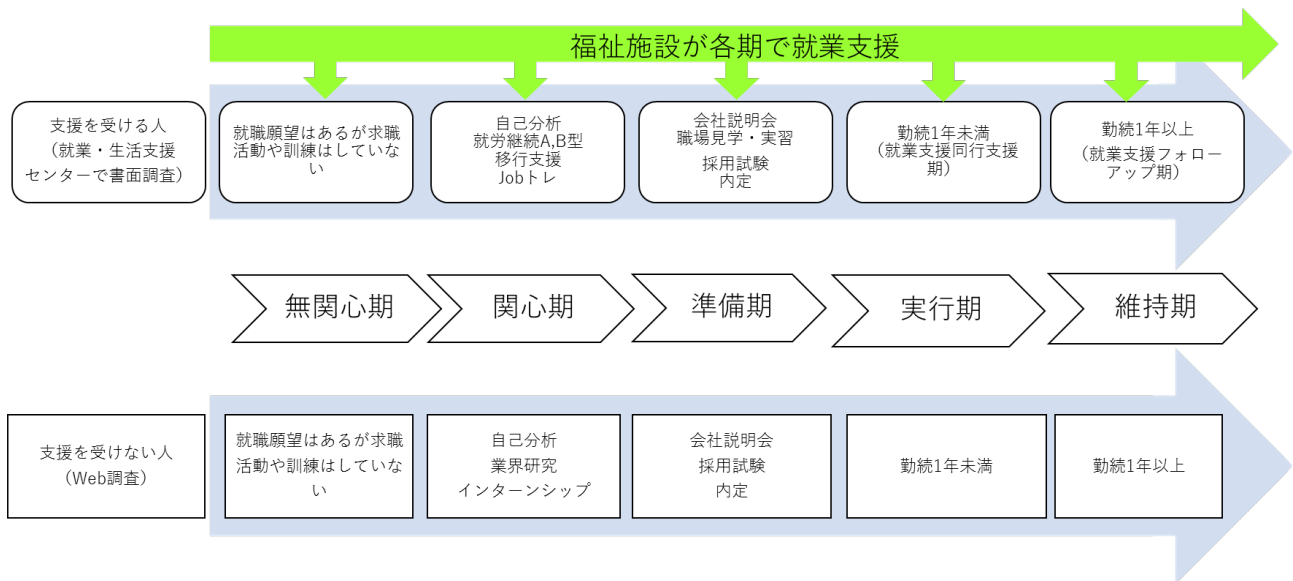 福祉施設が各期で就業支援
支援を受ける人
（就業・生活支援
センターで書面調査）
就職願望はあるが求職
活動や訓練はしていな
い
自己分析
就労継続A,B型
移行支援
Jobトレ
会社説明会
職場見学・実習
採用試験
内定
勤続1年未満
（就業支援同行支援
期）
勤続1年以上
（就業支援フォロー
アップ期）
無関心期
関心期
準備期
実行期
維持期
支援を受けない人
（Web調査）
就職願望はあるが求職
活動や訓練はしていな
い
自己分析
業界研究
インターンシップ
会社説明会
採用試験
内定
勤続1年未満
勤続1年以上